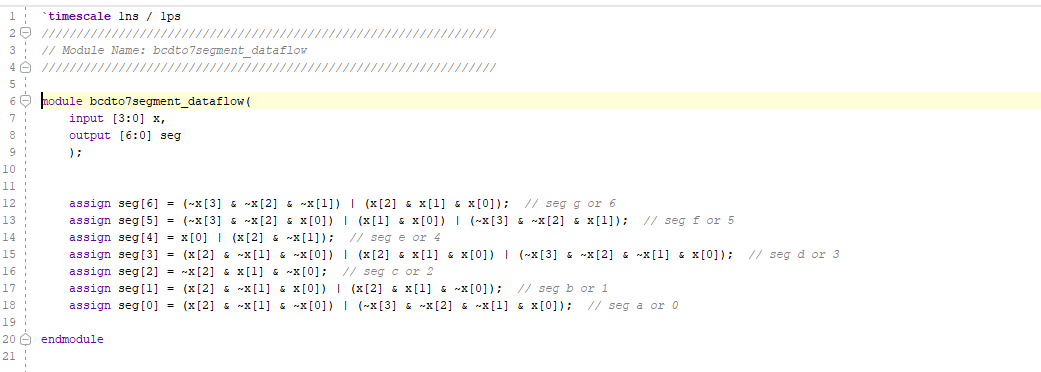 1 `timescale 1ns / 1ps
2 /////////////////////////////////////////////////////////////////
3 // Module Name: bcdto7segment_dataflow
4 /////////////////////////////////////////////////////////////////
5
6 module bcdto7segment_dataflow(
7 input [3:0] x,
8 output [6:0] seg
9 );
10
11
12 assign seg[6] = (~x[3] & ~x[2] & ~x[1]) | (x[2] & x[1] & x[0]); // seg g or 6
13 assign seg[5] = (~x[3] & ~x[2] & x[0]) | (x[1] & x[0]) | (~x[3] & ~x[2] & x[1]); // seg f or 5
14 assign seg[4] = x[0] | (x[2] & ~x[1]); // seg e or 4
15 assign seg[3] = (x[2] & ~x[1] & ~x[0]) | (x[2] & x[1] & x[0]) | (~x[3] & ~x[2] & ~x[1] & x[0]); // seg d or 3
16 assign seg[2] = ~x[2] & x[1] & ~x[0]; // seg c or 2
17 assign seg[1] = (x[2] & ~x[1] & x[0]) | (x[2] & x[1] & ~x[0]); // seg b or 1
18 assign seg[0] = (x[2] & ~x[1] & ~x[0]) | (~x[3] & ~x[2] & ~x[1] & x[0]); // seg a or 0
19
20 endmodule
21